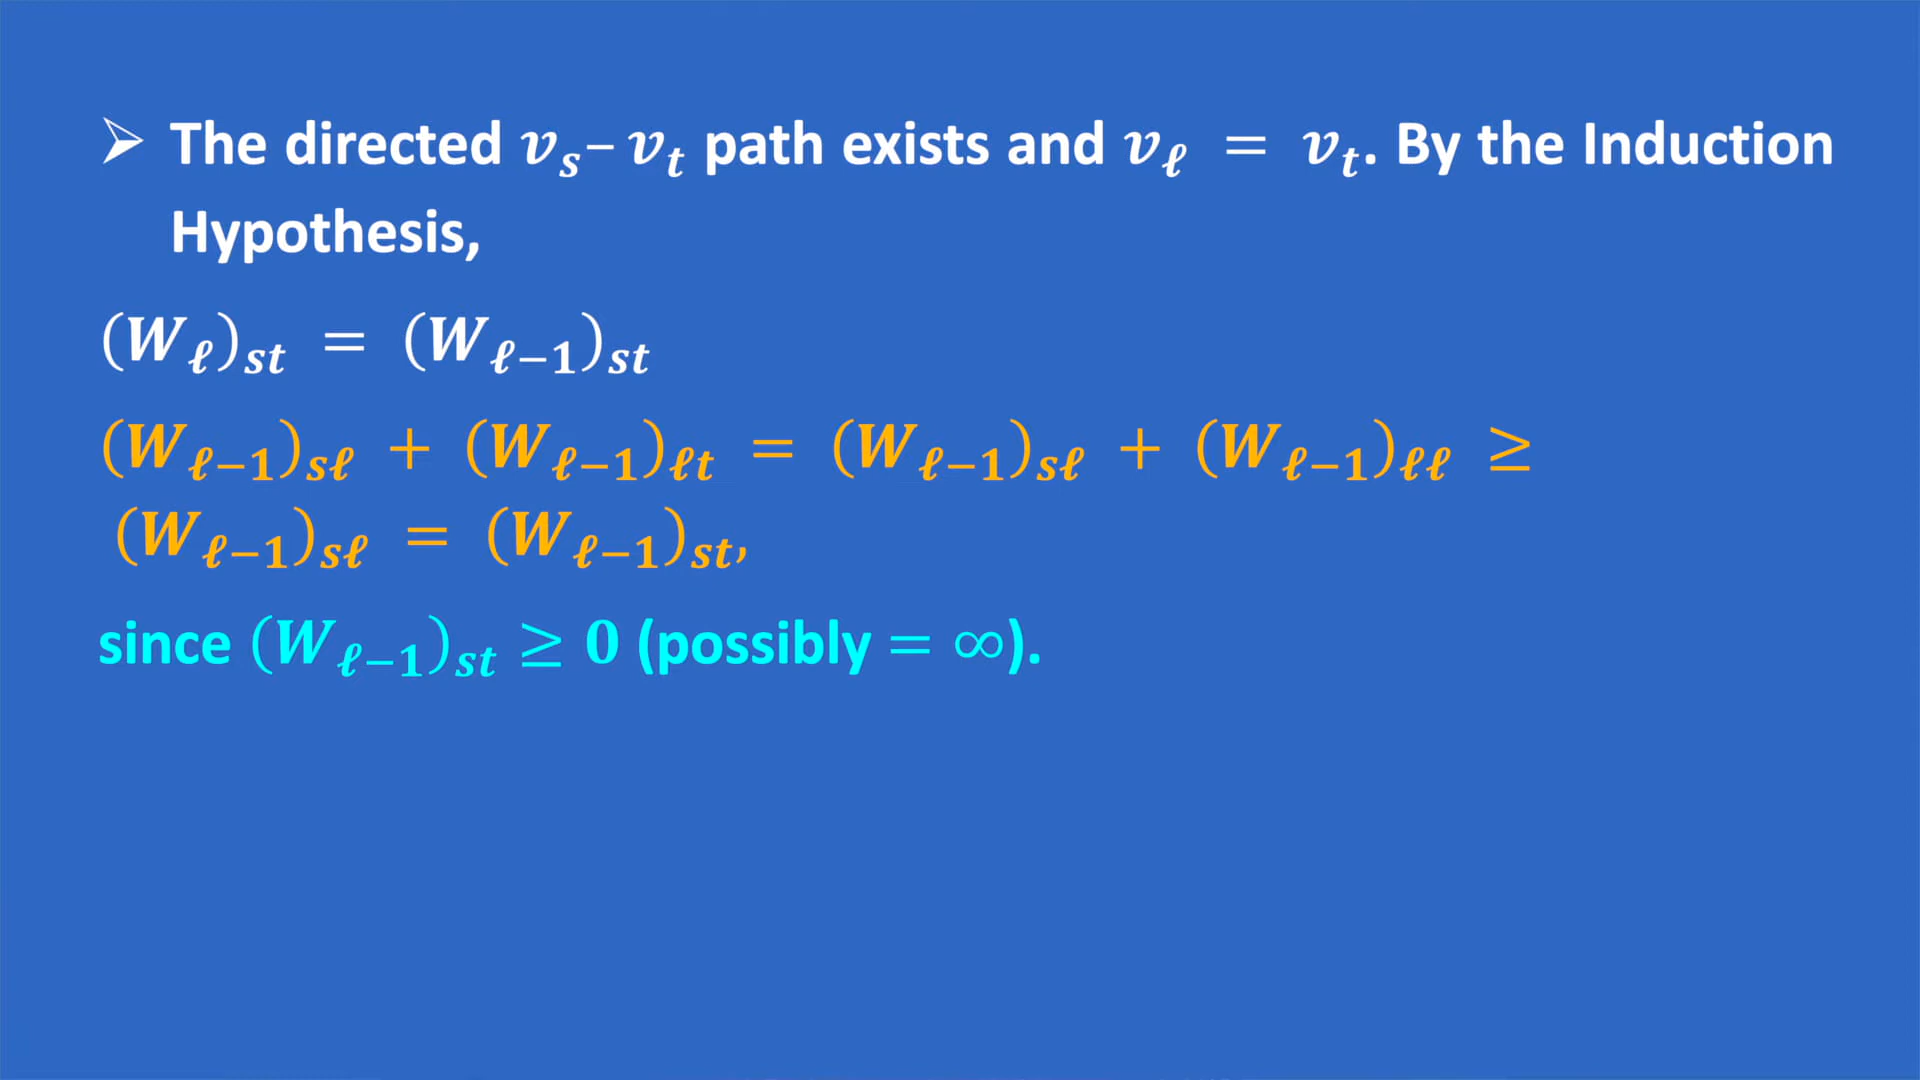 ➢ The directed 𝒗ₛ– 𝒗ₜ path exists and 𝒗_ℓ = 𝒗ₜ. By the Induction
Hypothesis,
(W_ℓ)_{st} = (W_{ℓ−1})_{st}
(W_{ℓ−1})_{sℓ} + (W_{ℓ−1})_{ℓt} = (W_{ℓ−1})_{sℓ} + (W_{ℓ−1})_{ℓℓ} ≥
(W_{ℓ−1})_{sℓ} = (W_{ℓ−1})_{st},
since (W_{ℓ−1})_{st} ≥ 0 (possibly = ∞).